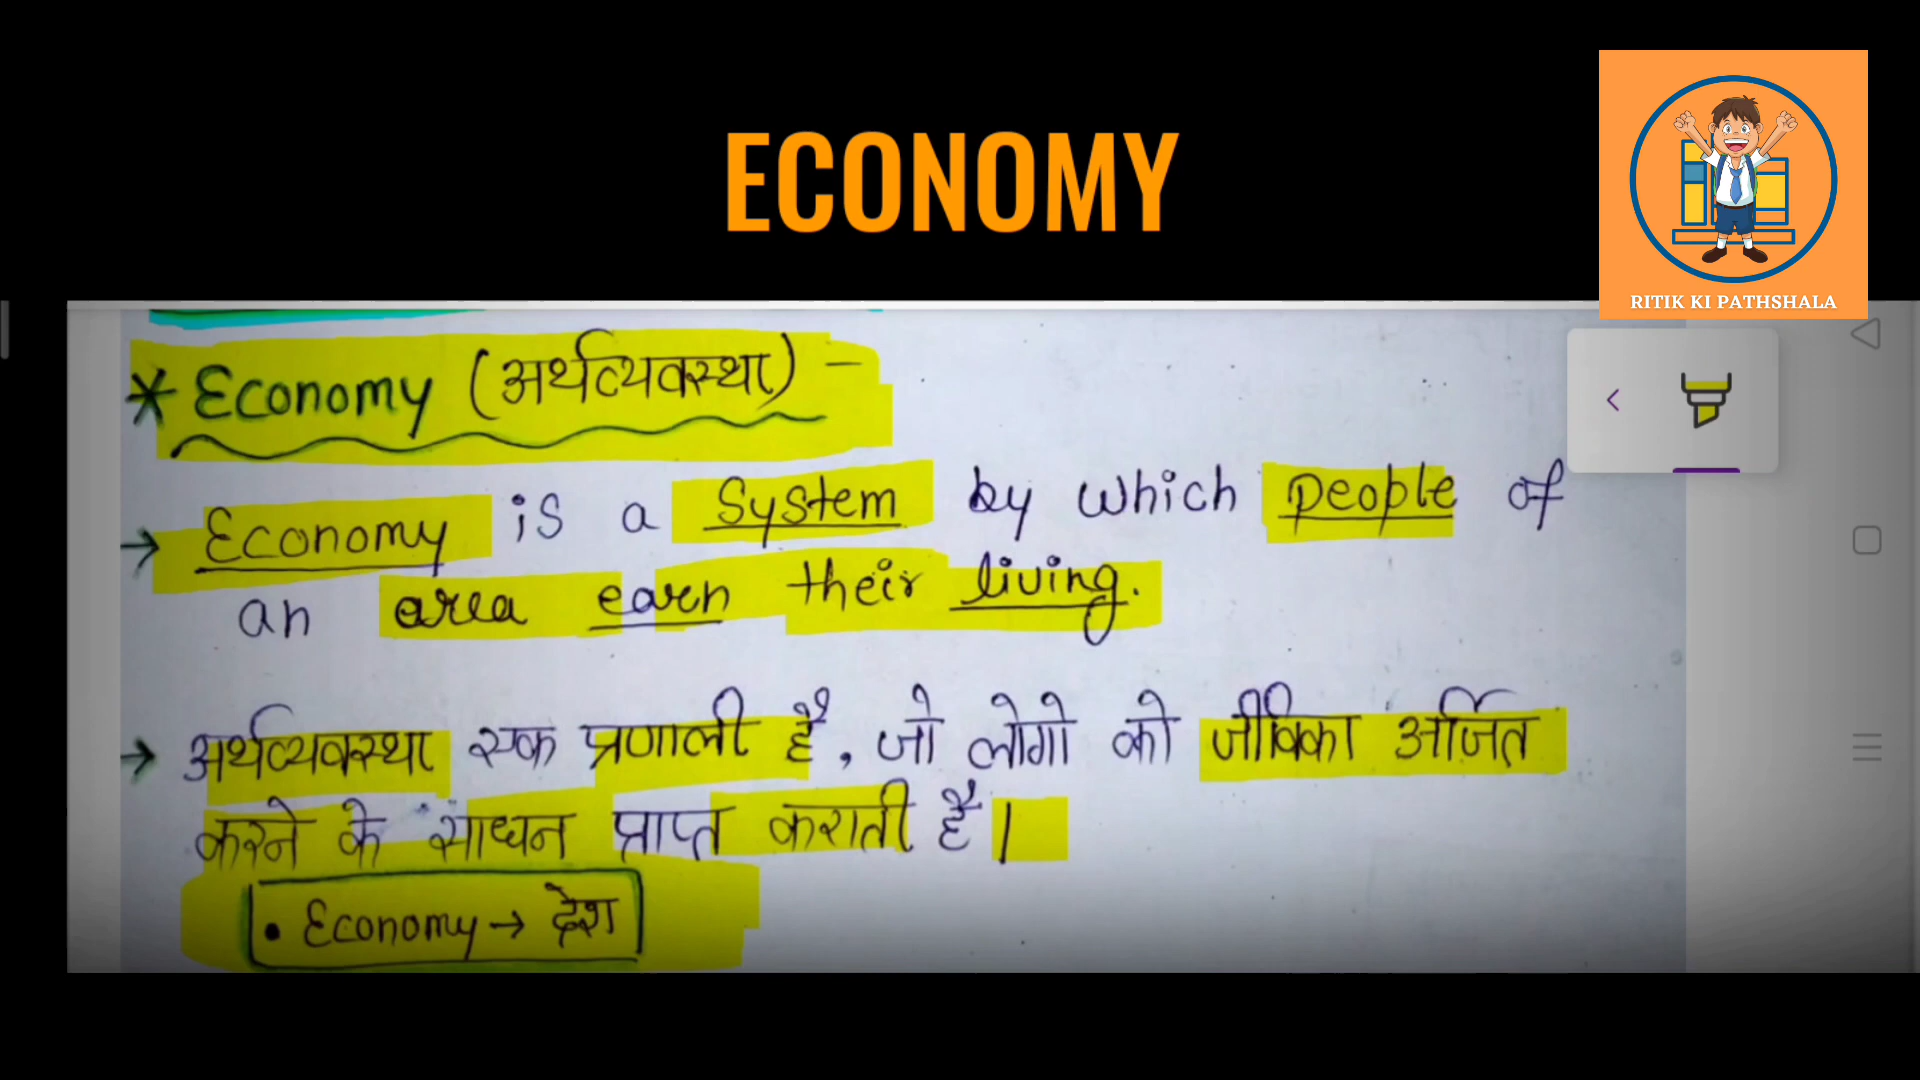 ECONOMY
RITIK KI PATHSHALA
* Economy (अर्थव्यवस्था) -
→ Economy is a System by which people of
an area earn their living.
→ अर्थव्यवस्था एक प्रणाली है, जो लोगो को जीविका अर्जित
करने के साधन प्राप्त कराती है।
• Economy → देश